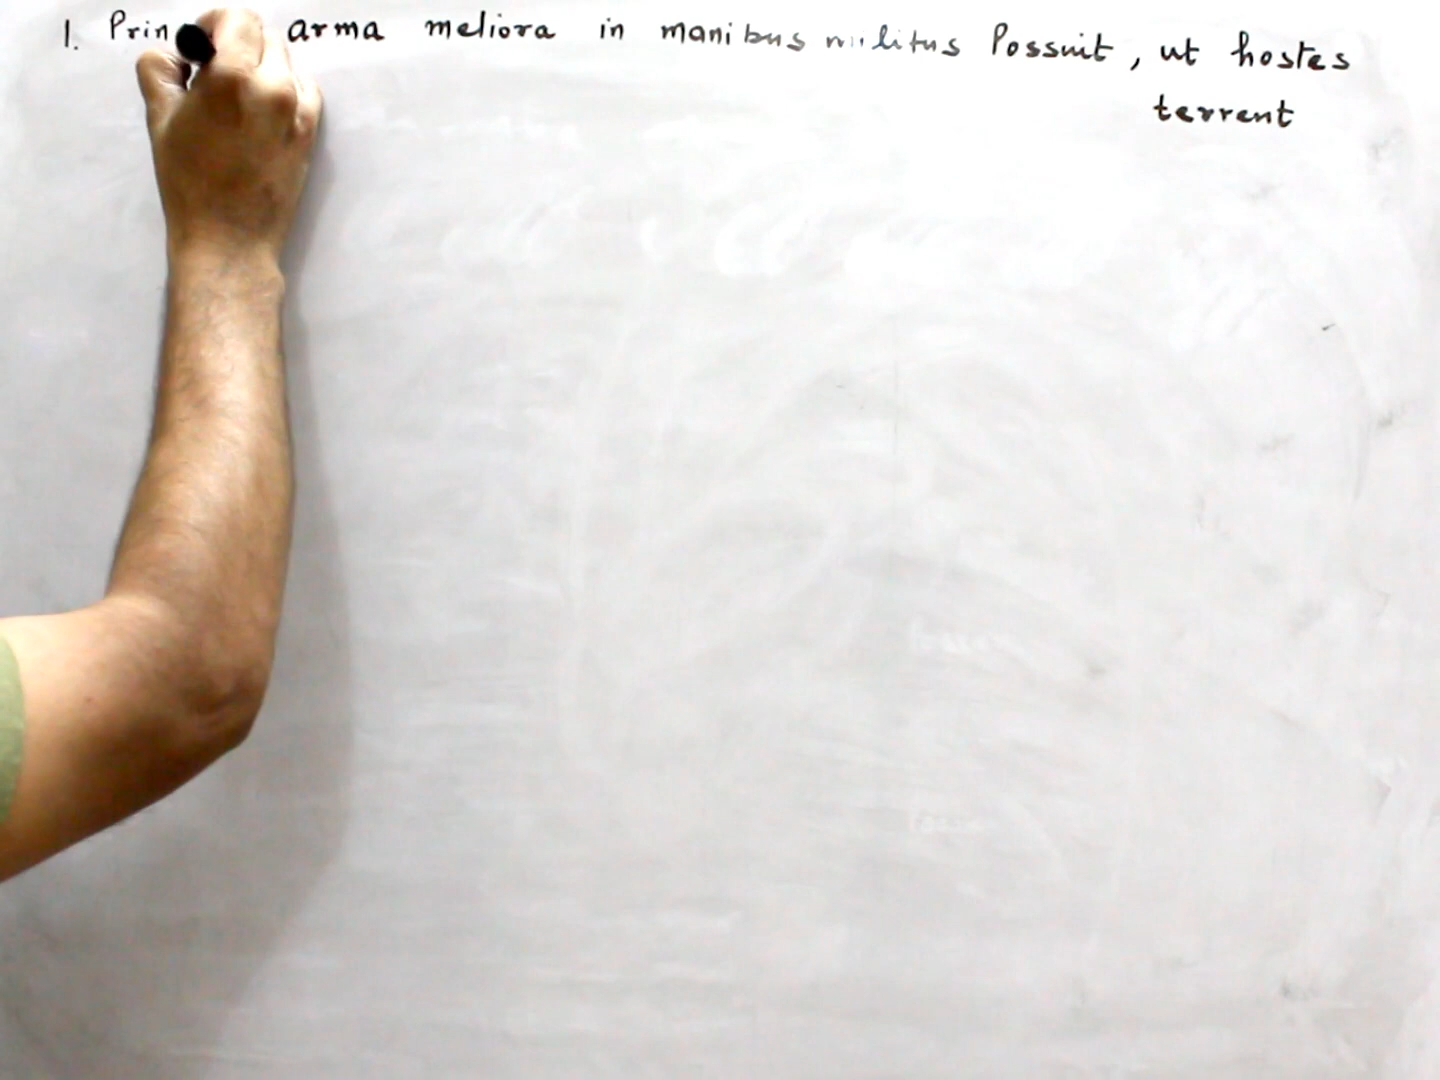 1. Prin arma meliora in manibus militus Possuit, ut hostes
terrent